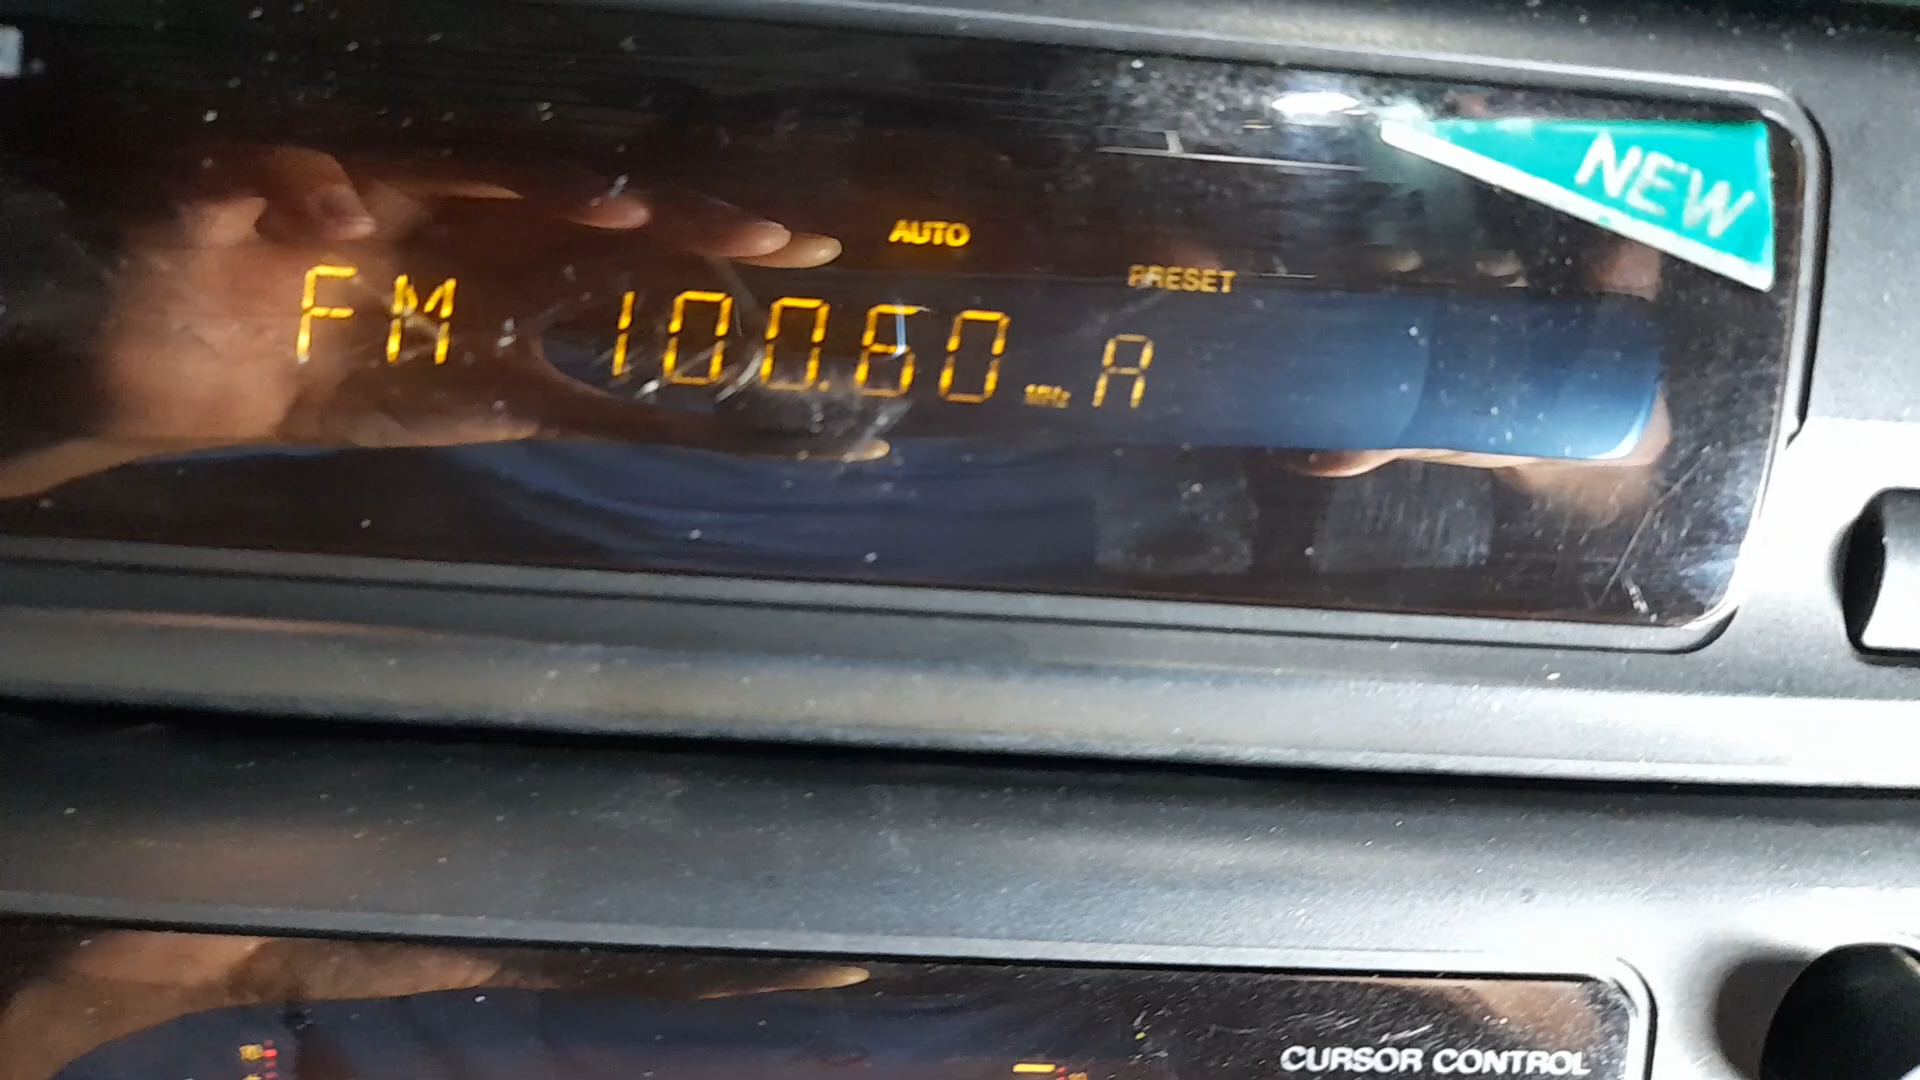 NEW
AUTO
PRESET
FM 100.60 MHz A
CURSOR CONTROL